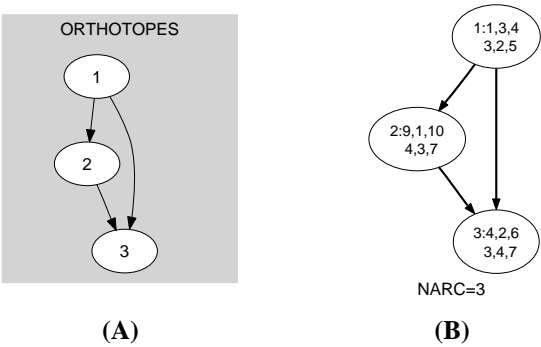 ORTHOTOPES
1
2
3
(A)
1:1,3,4
3,2,5
2:9,1,10
4,3,7
3:4,2,6
3,4,7
NARC=3
(B)